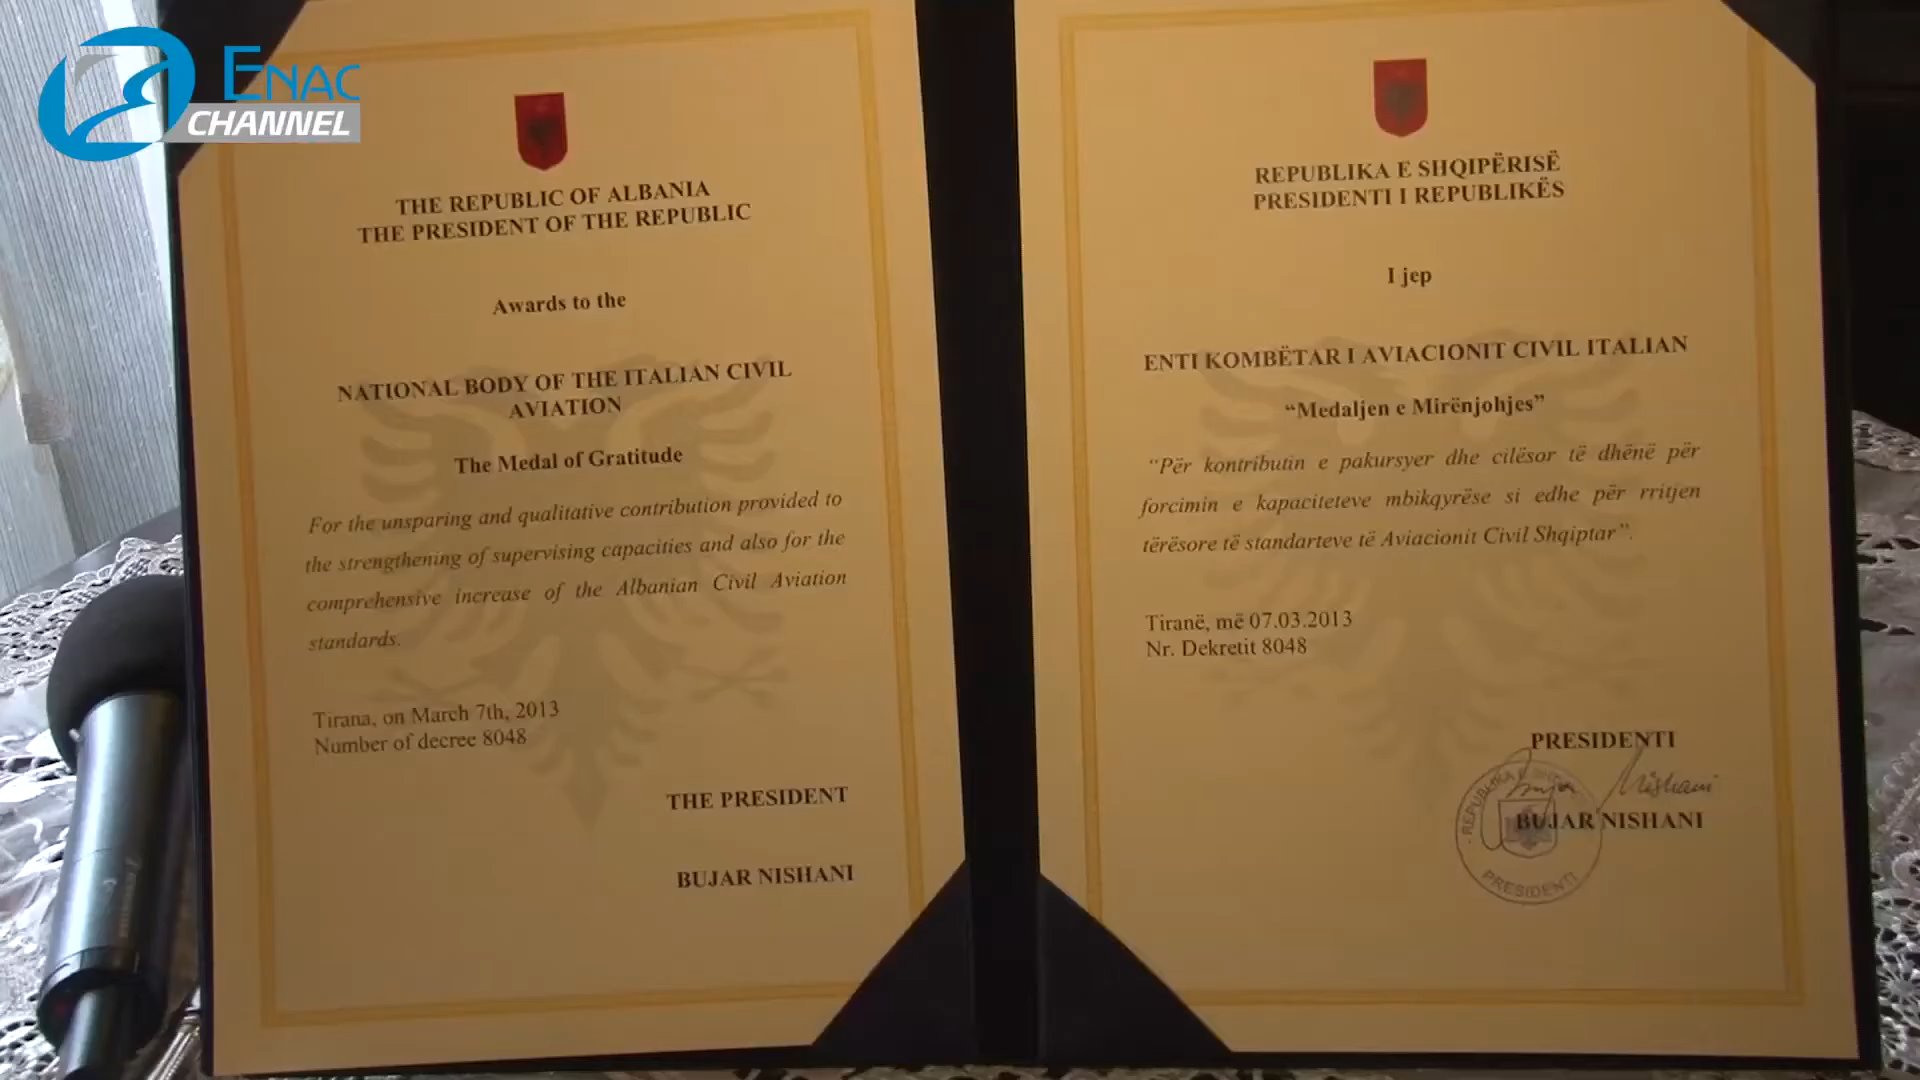 ENAC
CHANNEL
THE REPUBLIC OF ALBANIA
THE PRESIDENT OF THE REPUBLIC
Awards to the
NATIONAL BODY OF THE ITALIAN CIVIL
AVIATION
The Medal of Gratitude
For the unsparing and qualitative contribution provided to
the strengthening of supervising capacities and also for the
comprehensive increase of the Albanian Civil Aviation
standards.
Tirana, on March 7th, 2013
Number of decree 8048
THE PRESIDENT
BUJAR NISHANI
REPUBLIKA E SHQIPËRISË
PRESIDENTI I REPUBLIKËS
I jep
ENTI KOMBËTAR I AVIACIONIT CIVIL ITALIAN
“Medaljen e Mirënjohjes”
“Për kontributin e pakursyer dhe cilësor të dhënë për
forcimin e kapaciteteve mbikqyrëse si edhe për rritjen
tërësore të standarteve të Aviacionit Civil Shqiptar”.
Tiranë, më 07.03.2013
Nr. Dekretit 8048
PRESIDENTI
Bujar Nishani
BUJAR NISHANI
REPUBLIKA E
PRESIDENTI